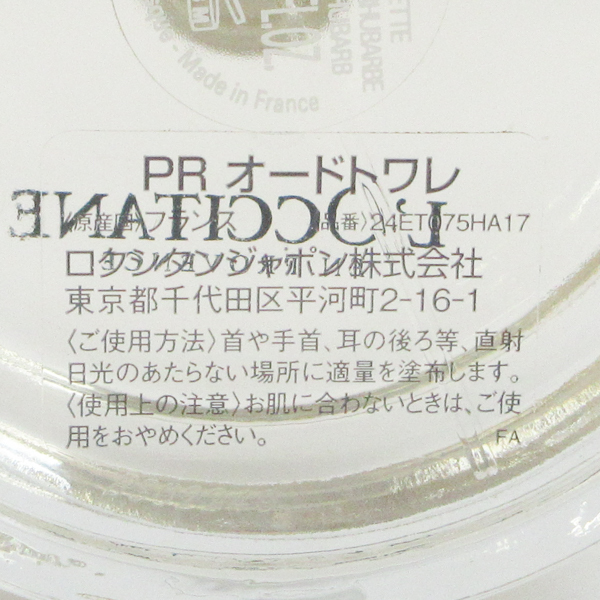 ETTE
RHUBARBE
RHUBARB
Made in France
PR オードトワレ
L'OCCITANE
〈原産国〉フランス 〈品番〉24ET075HA17
ロクシタンジャポン株式会社
東京都千代田区平河町2-16-1
〈ご使用方法〉首や手首、耳の後ろ等、直射
日光のあたらない場所に適量を塗布します。
〈使用上の注意〉お肌に合わないときは、ご使
用をおやめください。
FA